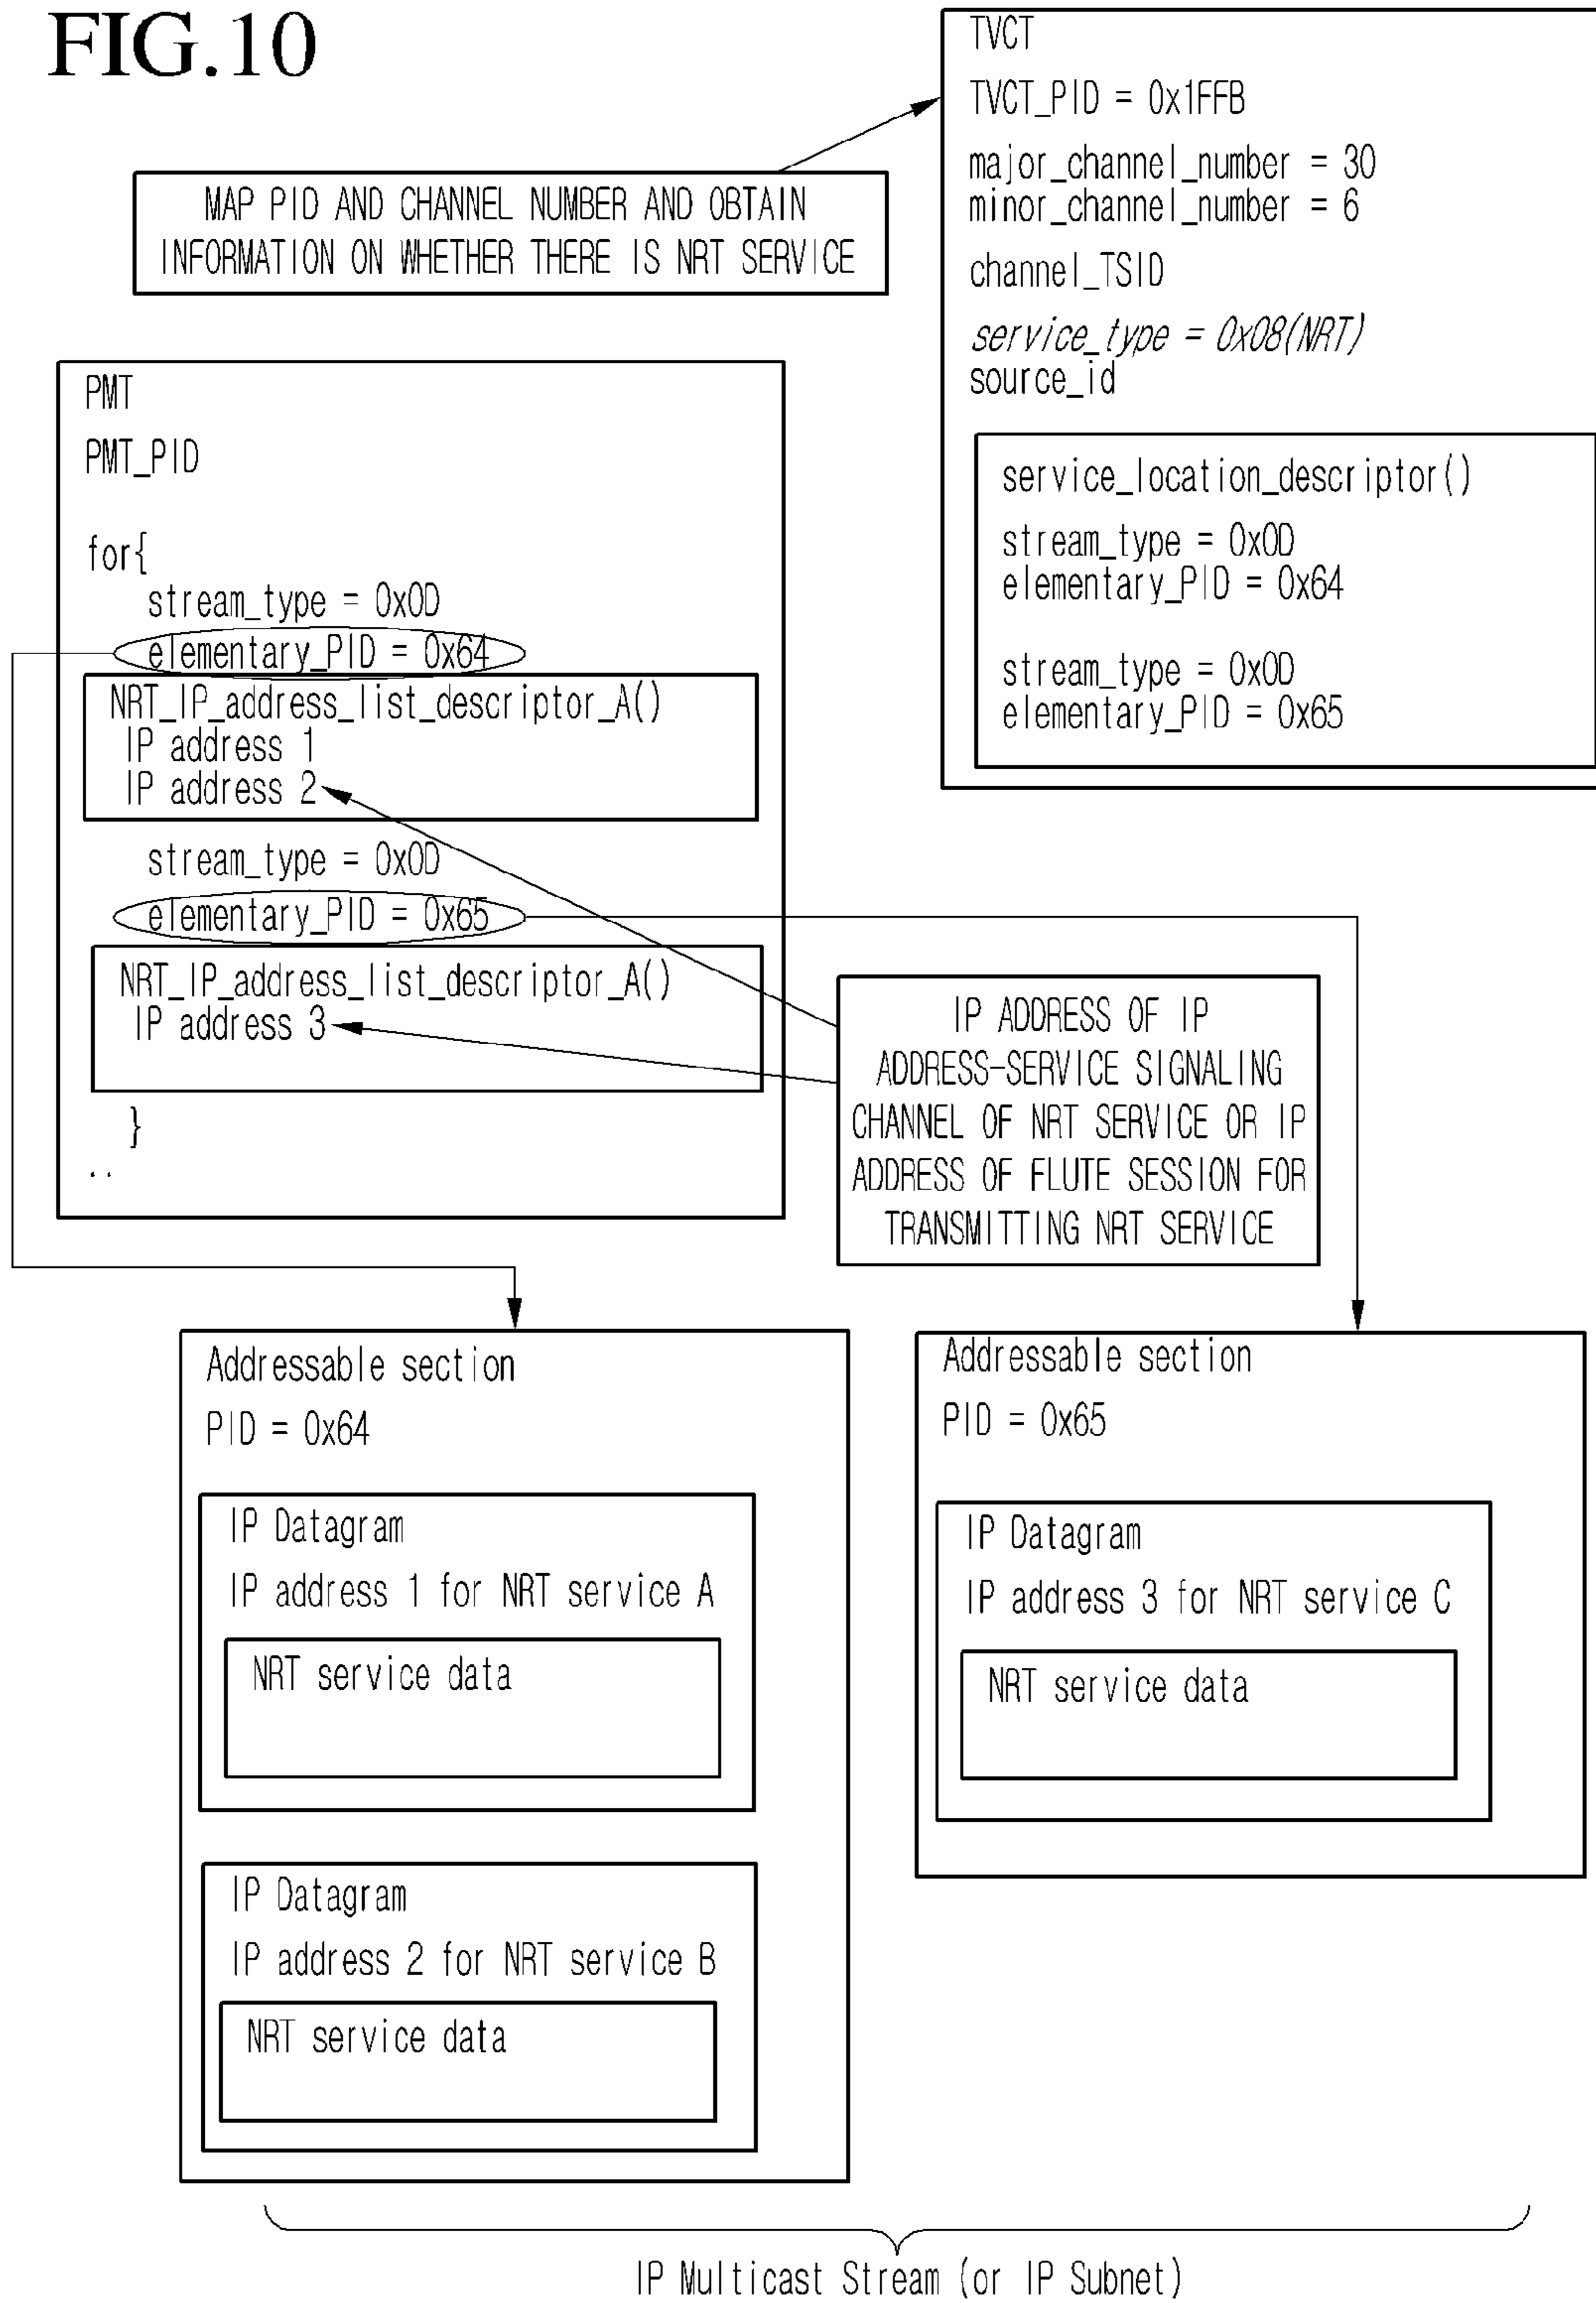 FIG.10
TVCT
TVCT_PID = 0x1FFB
major_channel_number = 30
minor_channel_number = 6
channel_TSID
service_type = 0x08(NRT)
source_id
service_location_descriptor()
stream_type = 0x0D
elementary_PID = 0x64
stream_type = 0x0D
elementary_PID = 0x65
MAP PID AND CHANNEL NUMBER AND OBTAIN
INFORMATION ON WHETHER THERE IS NRT SERVICE
PMT
PMT_PID
for{
stream_type = 0x0D
elementary_PID = 0x64
NRT_IP_address_list_descriptor_A()
IP address 1
IP address 2
stream_type = 0x0D
elementary_PID = 0x65
NRT_IP_address_list_descriptor_A()
IP address 3
}
..
IP ADDRESS OF IP
ADDRESS-SERVICE SIGNALING
CHANNEL OF NRT SERVICE OR IP
ADDRESS OF FLUTE SESSION FOR
TRANSMITTING NRT SERVICE
Addressable section
PID = 0x64
IP Datagram
IP address 1 for NRT service A
NRT service data
IP Datagram
IP address 2 for NRT service B
NRT service data
Addressable section
PID = 0x65
IP Datagram
IP address 3 for NRT service C
NRT service data
IP Multicast Stream (or IP Subnet)